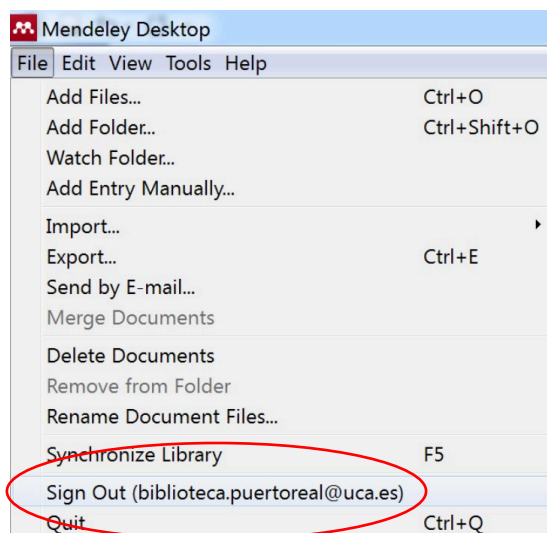 Mendeley Desktop
File Edit View Tools Help
Add Files... Ctrl+O
Add Folder... Ctrl+Shift+O
Watch Folder...
Add Entry Manually...
Import...
Export... Ctrl+E
Send by E-mail...
Merge Documents
Delete Documents
Remove from Folder
Rename Document Files...
Synchronize Library F5
Sign Out (biblioteca.puertoreal@uca.es)
Quit Ctrl+Q